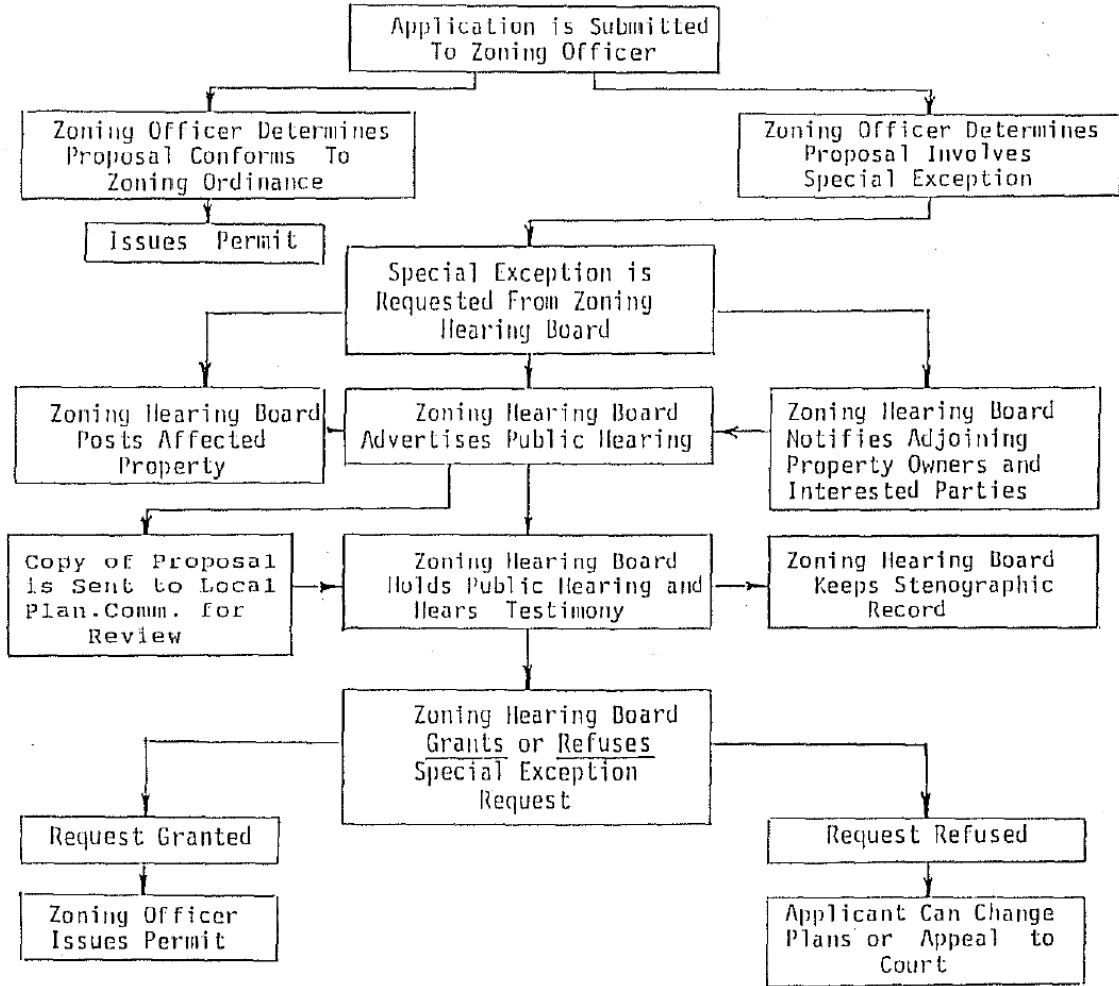 Application is Submitted
To Zoning Officer
Zoning Officer Determines
Proposal Conforms To
Zoning Ordinance
Zoning Officer Determines
Proposal Involves
Special Exception
Issues Permit
Special Exception is
Requested From Zoning
Hearing Board
Zoning Hearing Board
Posts Affected
Property
Zoning Hearing Board
Advertises Public Hearing
Zoning Hearing Board
Notifies Adjoining
Property Owners and
Interested Parties
Copy of Proposal
is Sent to Local
Plan.Comm. for
Review
Zoning Hearing Board
Holds Public Hearing and
Hears Testimony
Zoning Hearing Board
Keeps Stenographic
Record
Zoning Hearing Board
Grants or Refuses
Special Exception
Request
Request Granted
Request Refused
Zoning Officer
Issues Permit
Applicant Can Change
Plans or Appeal to
Court